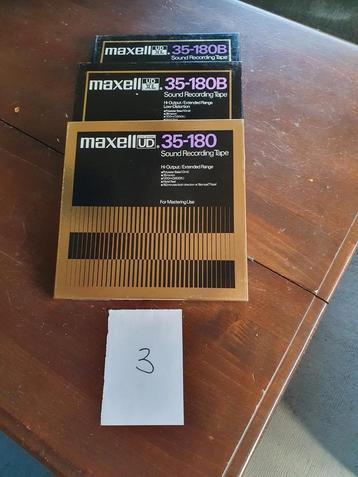 maxell UD XL 35-180B
Sound Recording Tape
maxell UD XL 35-180B
Sound Recording Tape
Hi-Output/Extended Range
Low-Distortion
maxell UD 35-180
Sound Recording Tape
Hi-Output/Extended Range
For Mastering Use
3